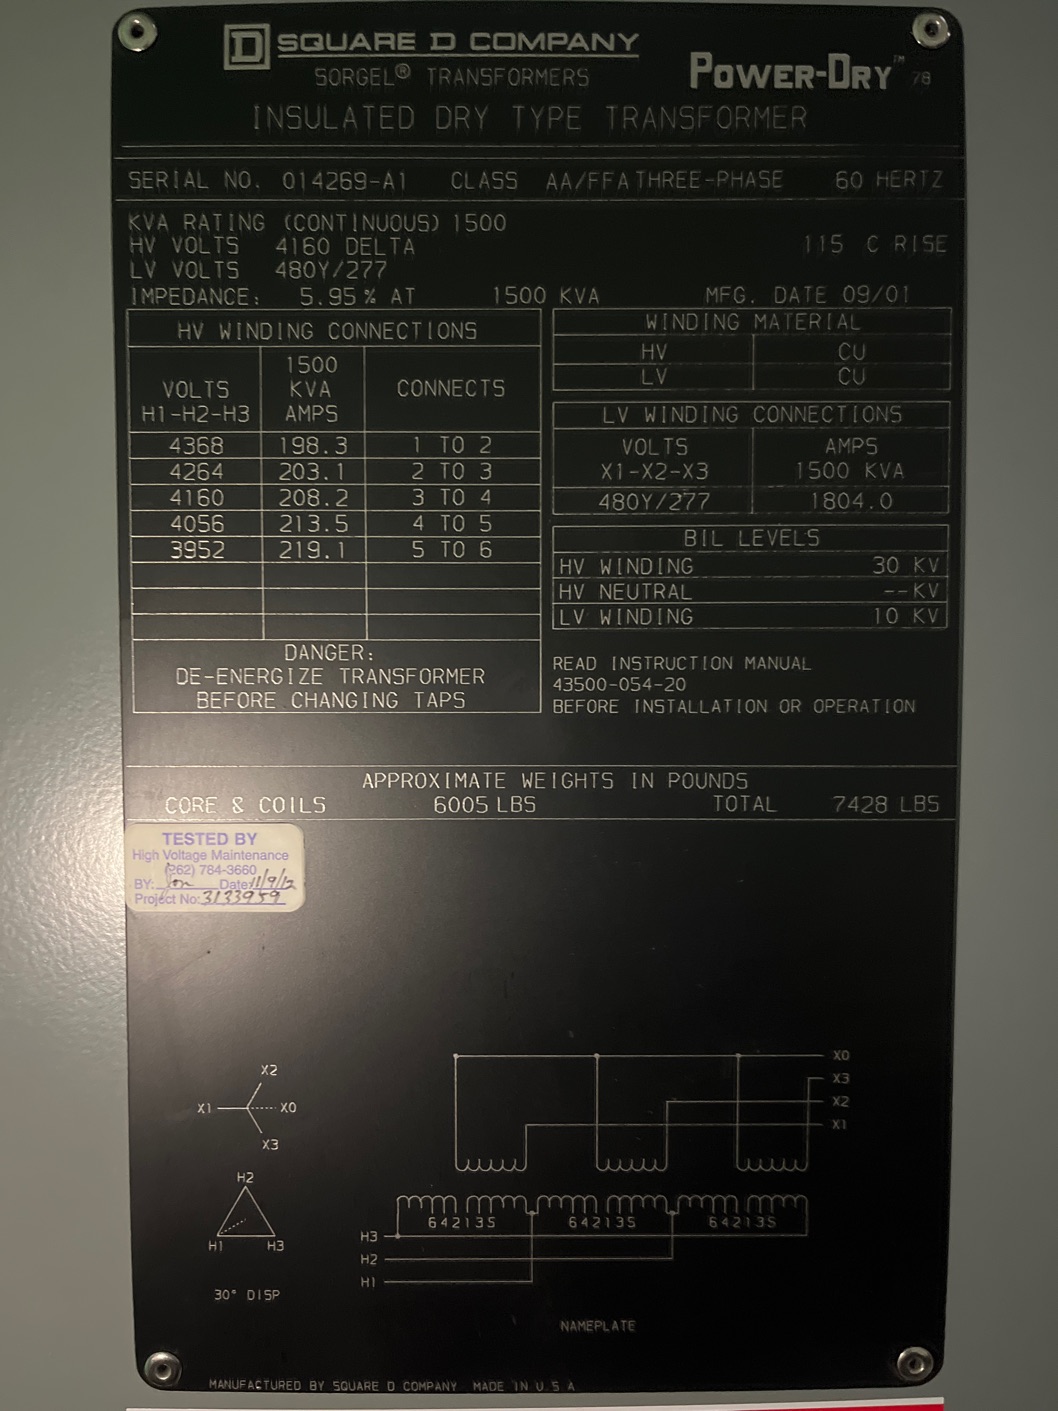 D SQUARE D COMPANY
SORGEL® TRANSFORMERS
POWER-DRY™ 78
INSULATED DRY TYPE TRANSFORMER
SERIAL NO. 014269-A1 CLASS AA/FFA THREE-PHASE 60 HERTZ
KVA RATING (CONTINUOUS) 1500
HV VOLTS 4160 DELTA 115 C RISE
LV VOLTS 480Y/277
IMPEDANCE: 5.95 % AT 1500 KVA MFG. DATE 09/01
HV WINDING CONNECTIONS
VOLTS H1-H2-H3 1500 KVA AMPS CONNECTS
4368 198.3 1 TO 2
4264 203.1 2 TO 3
4160 208.2 3 TO 4
4056 213.5 4 TO 5
3952 219.1 5 TO 6
DANGER:
DE-ENERGIZE TRANSFORMER
BEFORE CHANGING TAPS
WINDING MATERIAL
HV CU
LV CU
LV WINDING CONNECTIONS
VOLTS AMPS
X1-X2-X3 1500 KVA
480Y/277 1804.0
BIL LEVELS
HV WINDING 30 KV
HV NEUTRAL --KV
LV WINDING 10 KV
READ INSTRUCTION MANUAL
43500-054-20
BEFORE INSTALLATION OR OPERATION
APPROXIMATE WEIGHTS IN POUNDS
CORE & COILS 6005 LBS TOTAL 7428 LBS
TESTED BY
High Voltage Maintenance
(262) 784-3660
BY: Jon Date: 11/9/12
Project No: 3133959
X2
X1 X0
X3
H2
H1 H3
30° DISP
X0
X3
X2
X1
642135 642135 642135
H3
H2
H1
NAMEPLATE
MANUFACTURED BY SQUARE D COMPANY MADE IN U S A